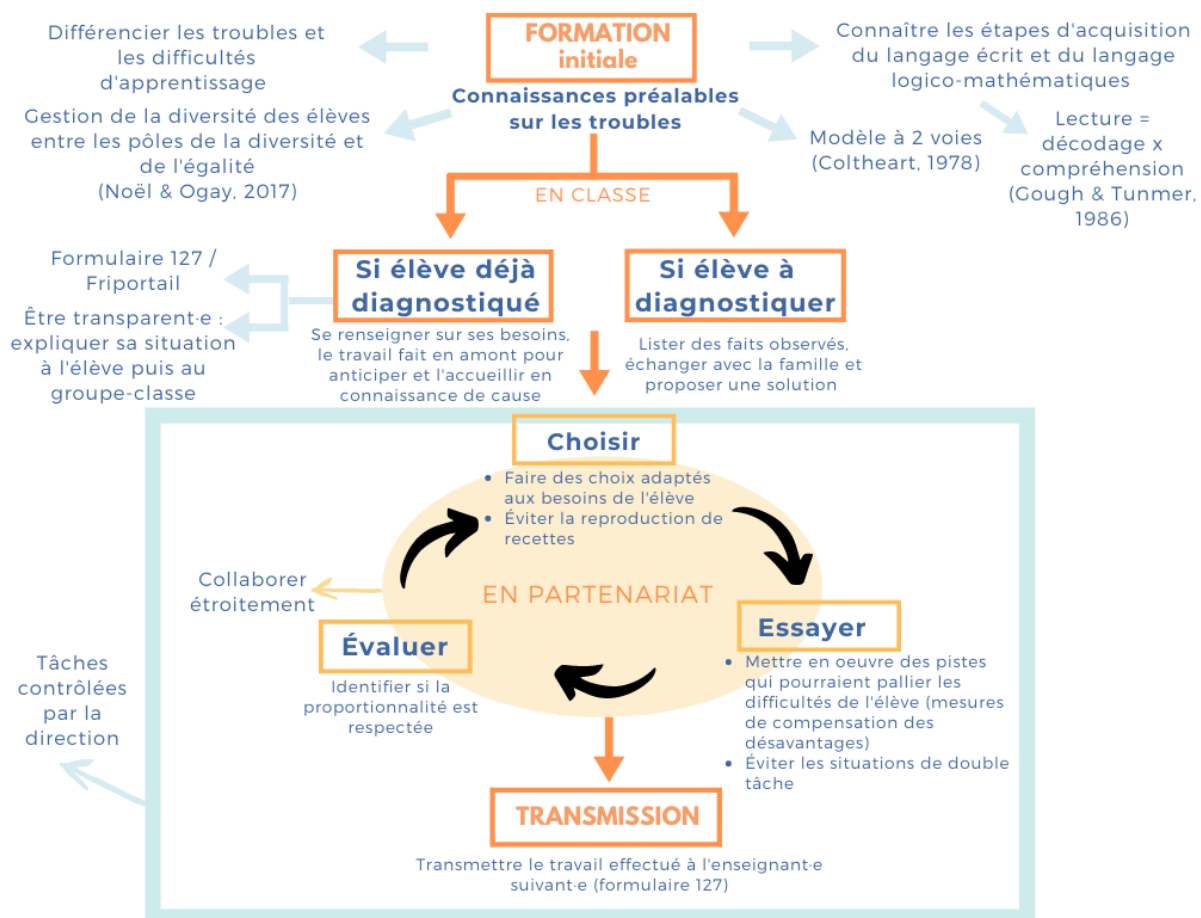 Différencier les troubles et
les difficultés
d'apprentissage
FORMATION
initiale
Connaître les étapes d'acquisition
du langage écrit et du langage
logico-mathématiques
Connaissances préalables
sur les troubles
Gestion de la diversité des élèves
entre les pôles de la diversité et
de l'égalité
(Noël & Ogay, 2017)
Modèle à 2 voies
(Coltheart, 1978)
Lecture =
décodage x
compréhension
(Gough & Tunmer,
1986)
EN CLASSE
Formulaire 127 /
Friportail
Être transparent·e :
expliquer sa situation
à l'élève puis au
groupe-classe
Si élève déjà
diagnostiqué
Se renseigner sur ses besoins,
le travail fait en amont pour
anticiper et l'accueillir en
connaissance de cause
Si élève à
diagnostiquer
Lister des faits observés,
échanger avec la famille et
proposer une solution
Choisir
• Faire des choix adaptés
aux besoins de l'élève
• Éviter la reproduction de
recettes
EN PARTENARIAT
Collaborer
étroitement
Essayer
• Mettre en oeuvre des pistes
qui pourraient pallier les
difficultés de l'élève (mesures
de compensation des
désavantages)
• Éviter les situations de double
tâche
Évaluer
Identifier si la
proportionnalité est
respectée
Tâches
contrôlées
par la
direction
TRANSMISSION
Transmettre le travail effectué à l'enseignant·e
suivant·e (formulaire 127)